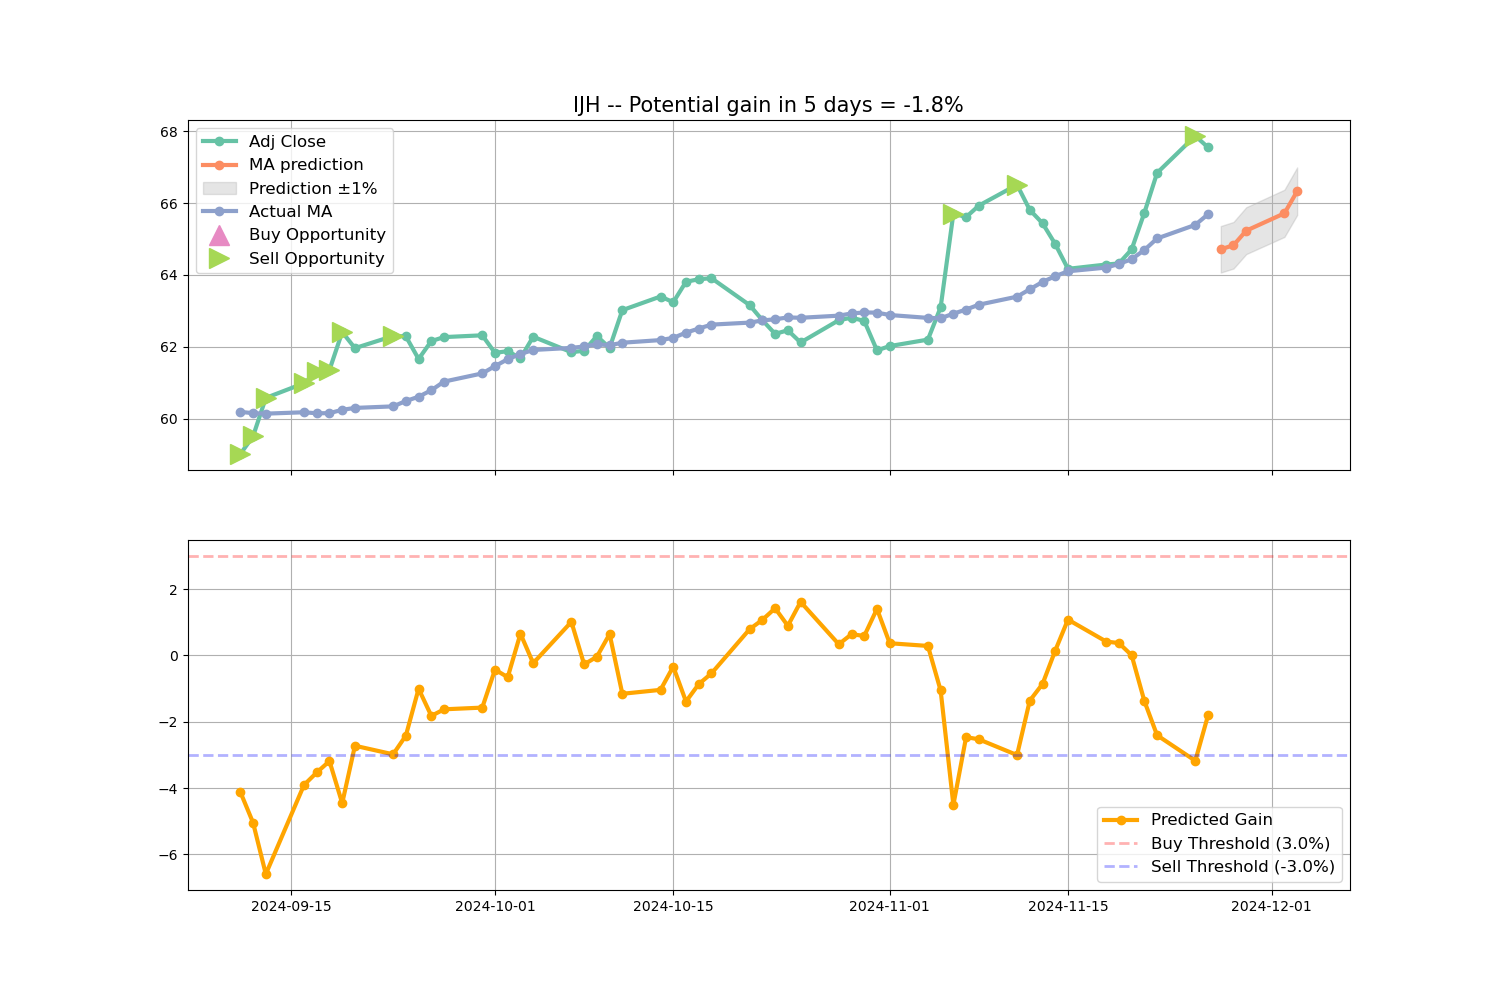 IJH -- Potential gain in 5 days = -1.8%
68
66
64
62
60
Adj Close
MA prediction
Prediction ±1%
Actual MA
Buy Opportunity
Sell Opportunity
2
0
−2
−4
−6
Predicted Gain
Buy Threshold (3.0%)
Sell Threshold (-3.0%)
2024-09-15
2024-10-01
2024-10-15
2024-11-01
2024-11-15
2024-12-01